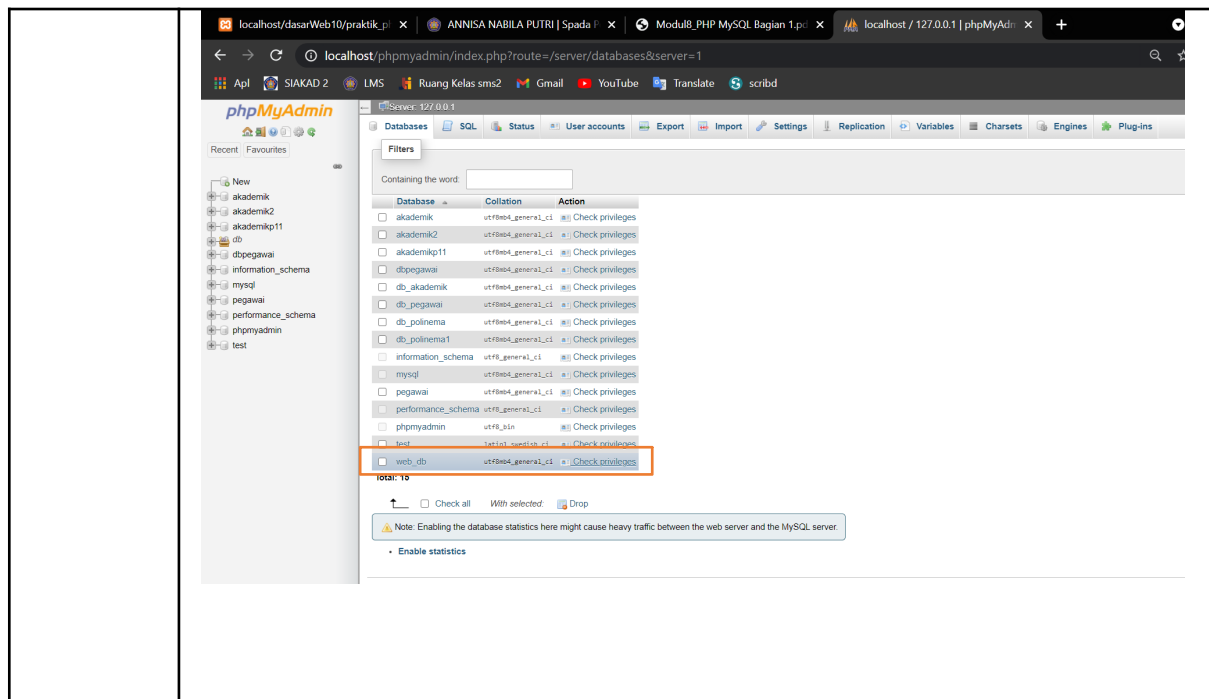 localhost/dasarWeb10/praktik_pl
ANNISA NABILA PUTRI | Spada P
Modul8_PHP MySQL Bagian 1.pd
localhost / 127.0.0.1 | phpMyAdn
localhost/phpmyadmin/index.php?route=/server/databases&server=1
Apl SIAKAD 2 LMS Ruang Kelas sms2 Gmail YouTube Translate scribd
phpMyAdmin
Recent Favourites
New
akademik
akademik2
akademikp11
db
dbpegawai
information_schema
mysql
pegawai
performance_schema
phpmyadmin
test
Server: 127.0.0.1
Databases SQL Status User accounts Export Import Settings Replication Variables Charsets Engines Plug-ins
Filters
Containing the word:
Database Collation Action
akademik utf8mb4_general_ci Check privileges
akademik2 utf8mb4_general_ci Check privileges
akademikp11 utf8mb4_general_ci Check privileges
dbpegawai utf8mb4_general_ci Check privileges
db_akademik utf8mb4_general_ci Check privileges
db_pegawai utf8mb4_general_ci Check privileges
db_polinema utf8mb4_general_ci Check privileges
db_polinema1 utf8mb4_general_ci Check privileges
information_schema utf8_general_ci Check privileges
mysql utf8mb4_general_ci Check privileges
pegawai utf8mb4_general_ci Check privileges
performance_schema utf8_general_ci Check privileges
phpmyadmin utf8_bin Check privileges
test latin1_swedish_ci Check privileges
web_db utf8mb4_general_ci Check privileges
Total: 15
Check all With selected: Drop
Note: Enabling the database statistics here might cause heavy traffic between the web server and the MySQL server.
Enable statistics